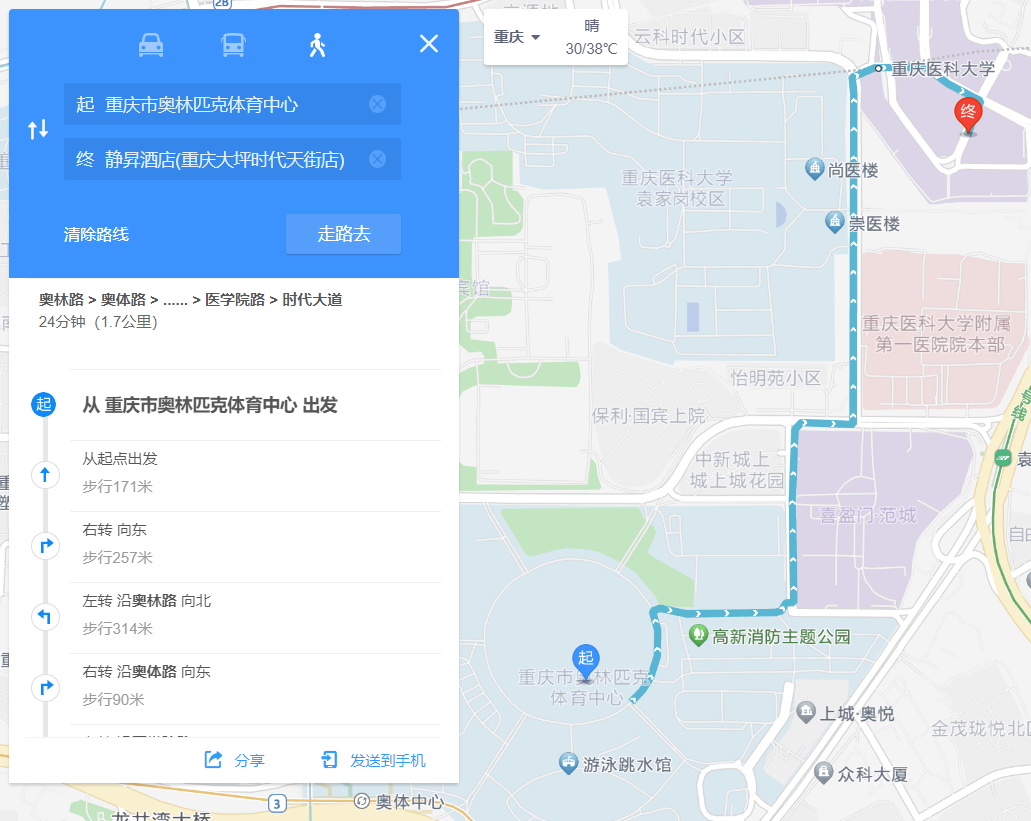 2B
重庆
晴
30/38℃
云科时代小区
起 重庆市奥林匹克体育中心
终 静昇酒店(重庆大坪时代天街店)
清除路线
走路去
奥林路 > 奥体路 > ...... > 医学院路 > 时代大道
24分钟（1.7公里）
起
从 重庆市奥林匹克体育中心 出发
从起点出发
步行171米
右转 向东
步行257米
左转 沿奥林路 向北
步行314米
右转 沿奥体路 向东
步行90米
分享
发送到手机
重庆医科大学
终
尚医楼
重庆医科大学
袁家岗校区
崇医楼
宾馆
重庆医科大学附属
第一医院院本部
怡明苑小区
保利·国宾上院
号线
中新城上
城上城花园
袁
喜盈门·范城
自由
高新消防主题公园
起
重庆市奥林匹克
体育中心
上城·奥悦
金茂珑悦北区
游泳跳水馆
众科大厦
3
奥体中心
龙井湾大桥